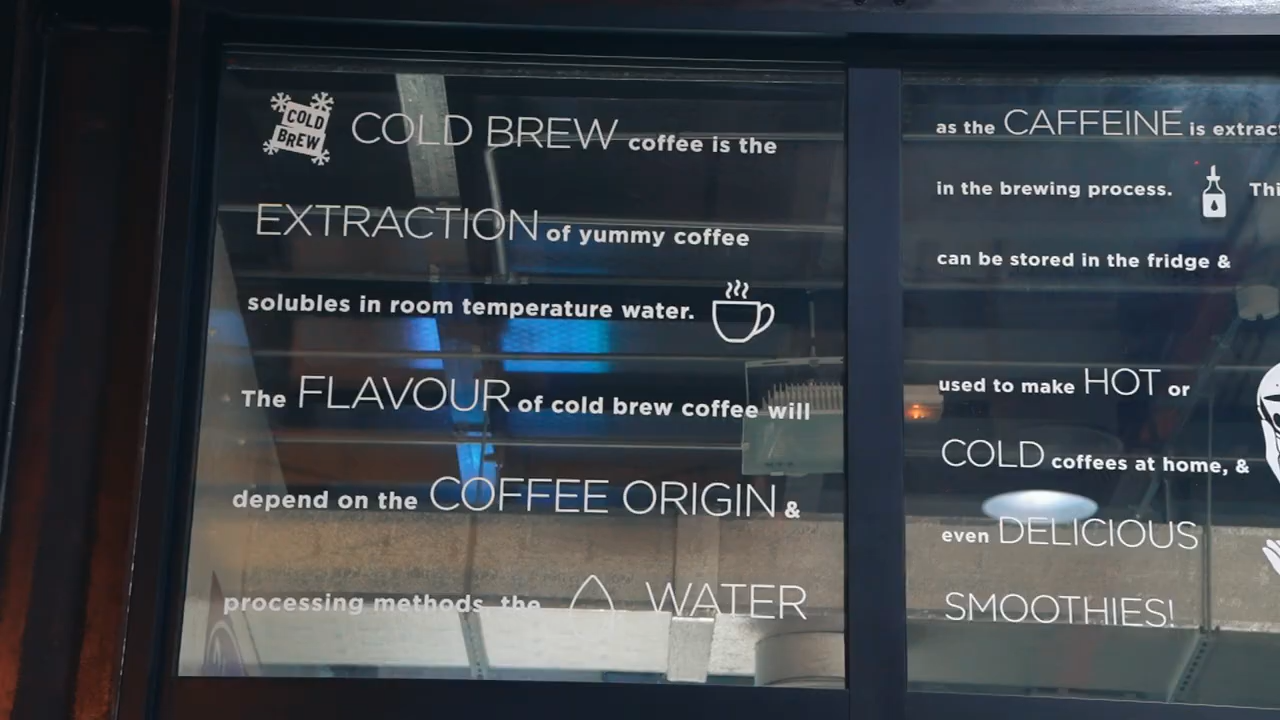 COLD
BREW
COLD BREW coffee is the
EXTRACTION of yummy coffee
solubles in room temperature water.
The FLAVOUR of cold brew coffee will
depend on the COFFEE ORIGIN &
processing methods, the WATER
as the CAFFEINE is extrac
in the brewing process. Thi
can be stored in the fridge &
used to make HOT or
COLD coffees at home, &
even DELICIOUS
SMOOTHIES!